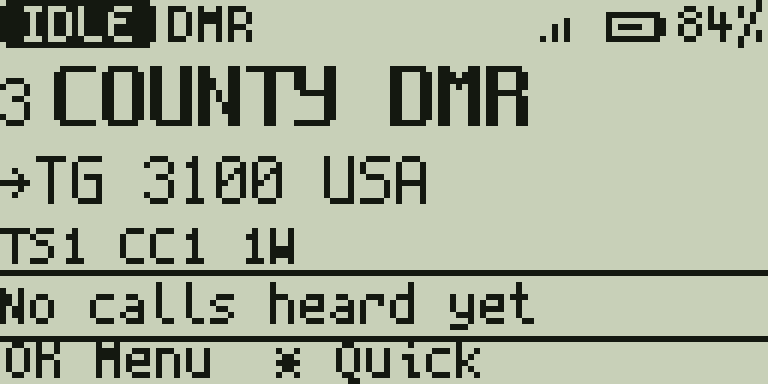 IDLE DMR 84%
3 COUNTY DMR
→TG 3100 USA
TS1 CC1 1W
No calls heard yet
OK Menu * Quick